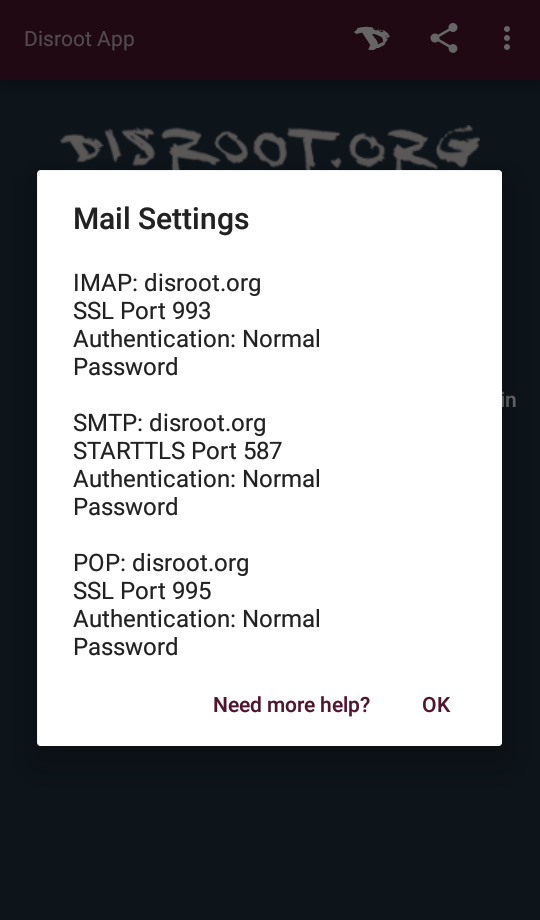 Disroot App
DISROOT.ORG
Mail Settings
IMAP: disroot.org
SSL Port 993
Authentication: Normal
Password
in
SMTP: disroot.org
STARTTLS Port 587
Authentication: Normal
Password
POP: disroot.org
SSL Port 995
Authentication: Normal
Password
Need more help?
OK